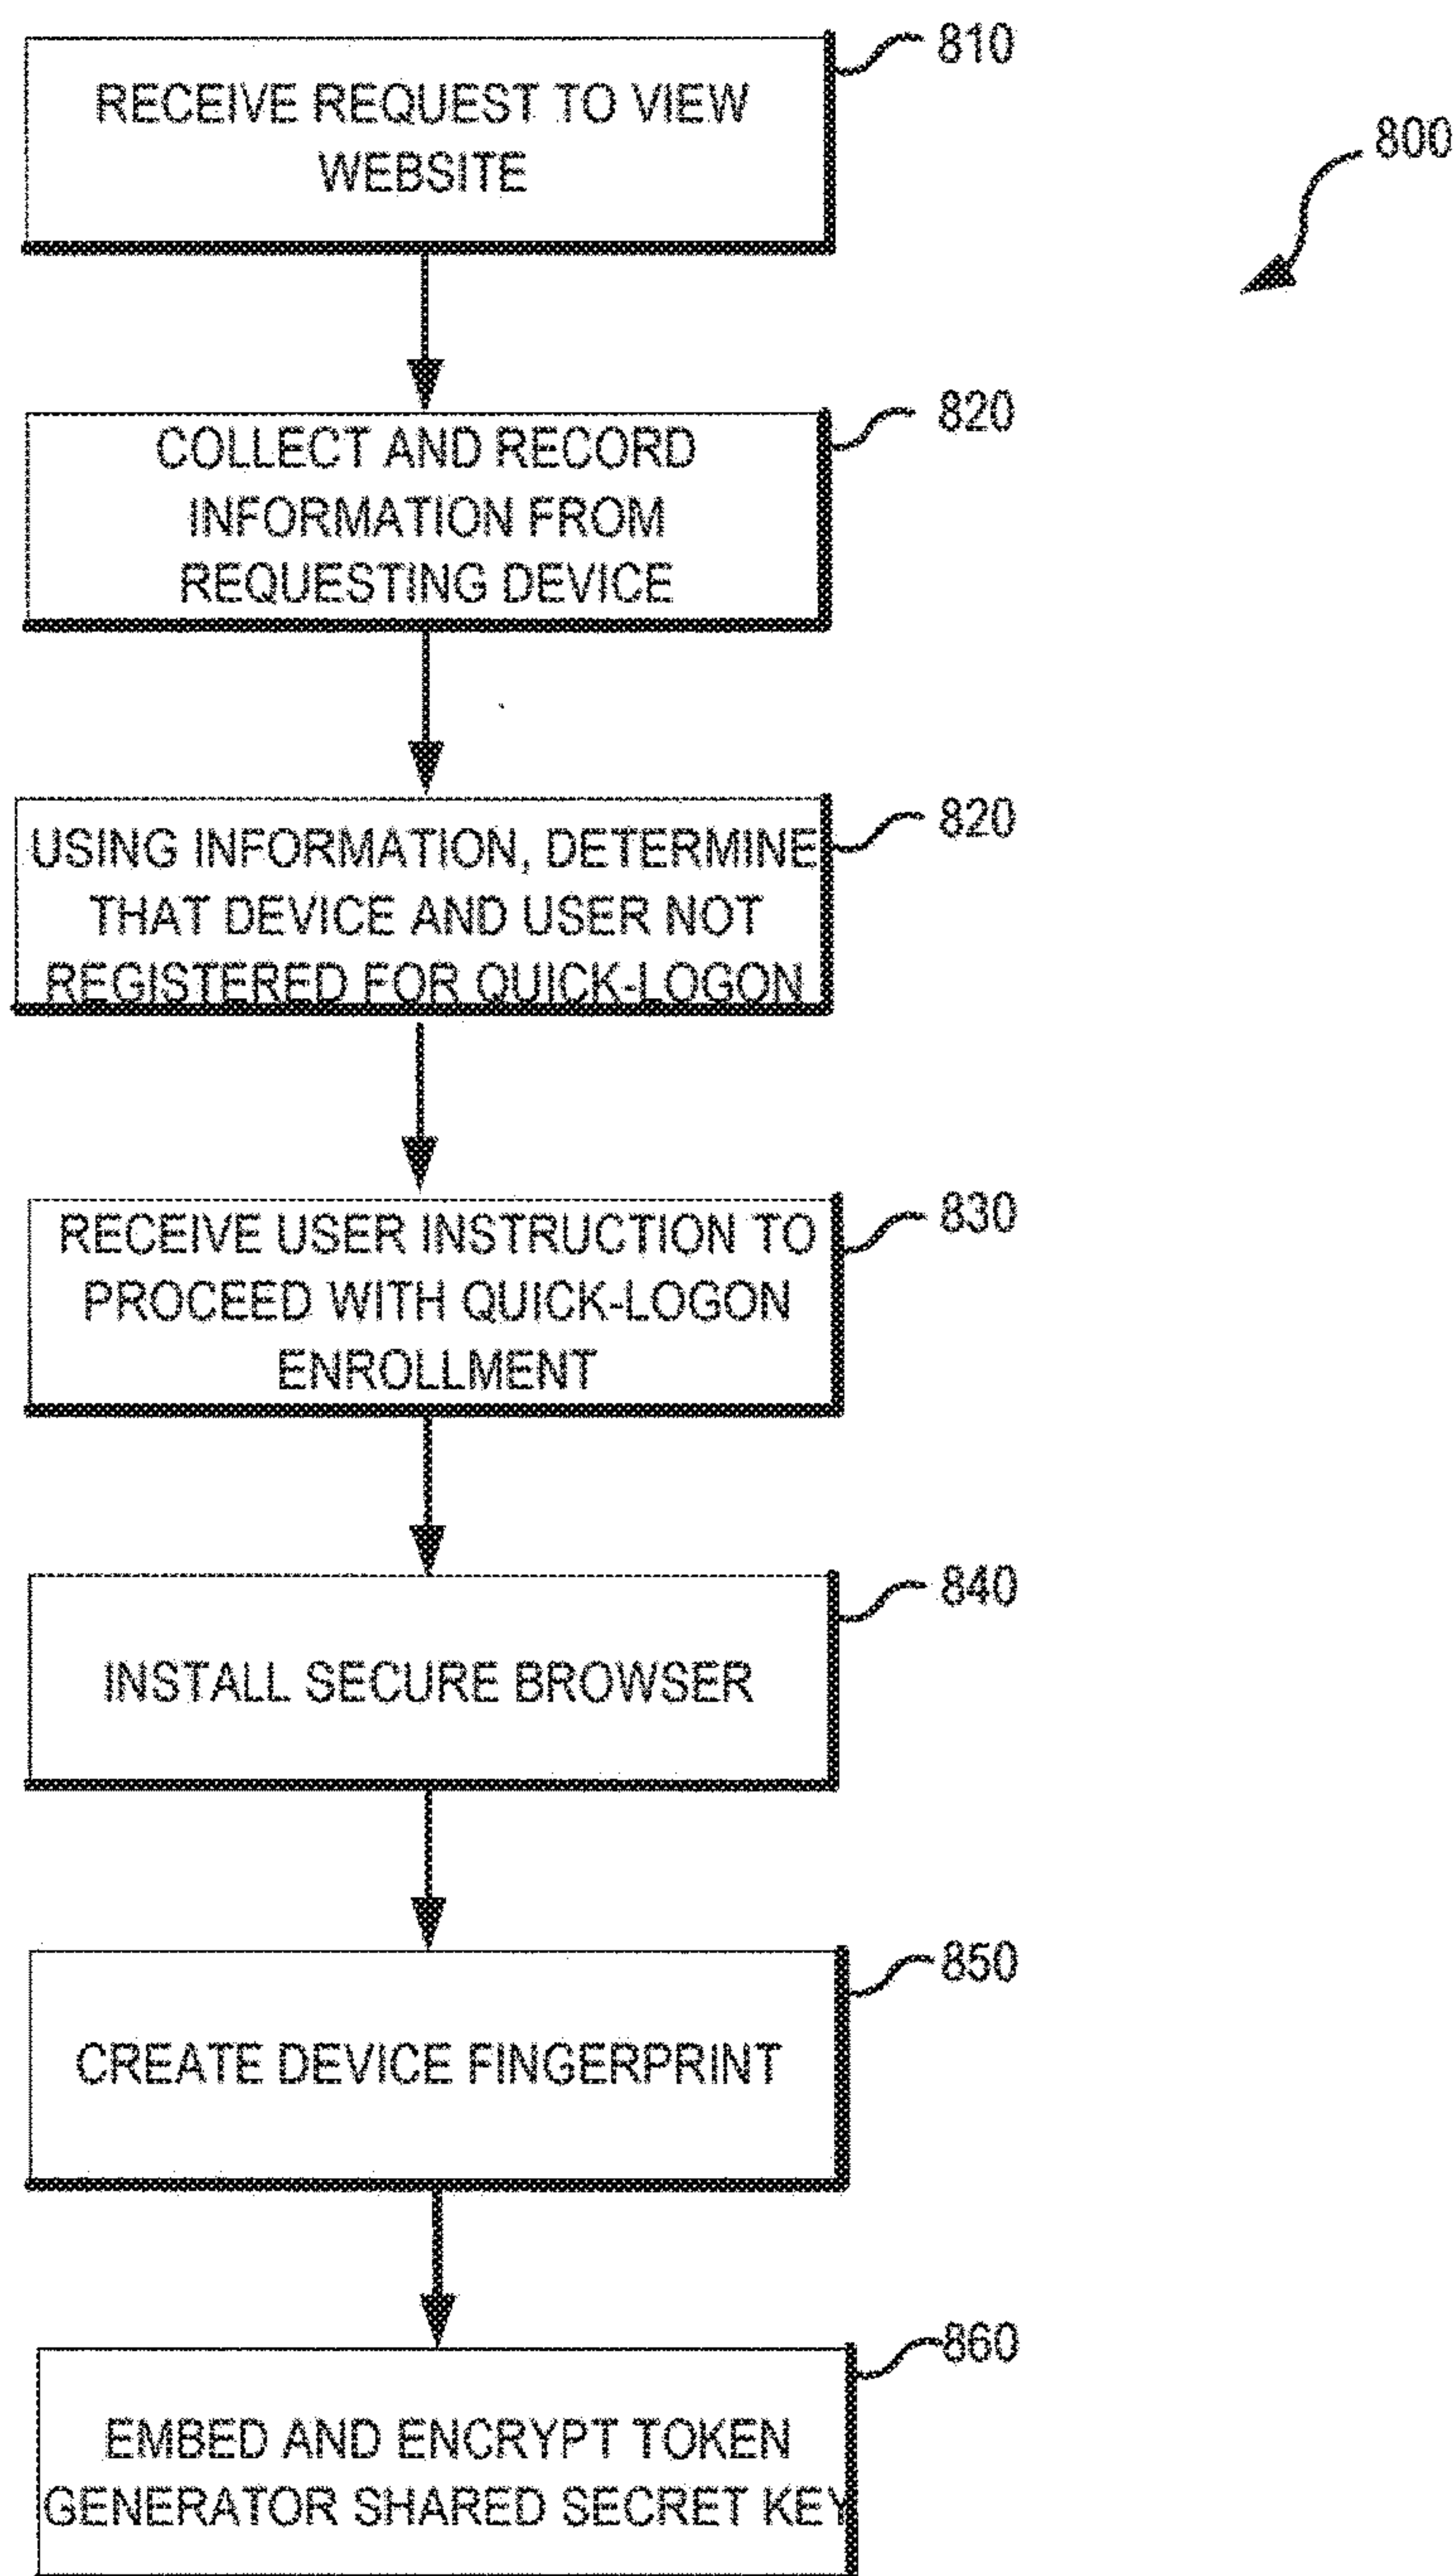 RECEIVE REQUEST TO VIEW
WEBSITE
810
800
COLLECT AND RECORD
INFORMATION FROM
REQUESTING DEVICE
820
USING INFORMATION, DETERMINE
THAT DEVICE AND USER NOT
REGISTERED FOR QUICK-LOGON
820
RECEIVE USER INSTRUCTION TO
PROCEED WITH QUICK-LOGON
ENROLLMENT
830
INSTALL SECURE BROWSER
840
CREATE DEVICE FINGERPRINT
850
EMBED AND ENCRYPT TOKEN
GENERATOR SHARED SECRET KEY
860